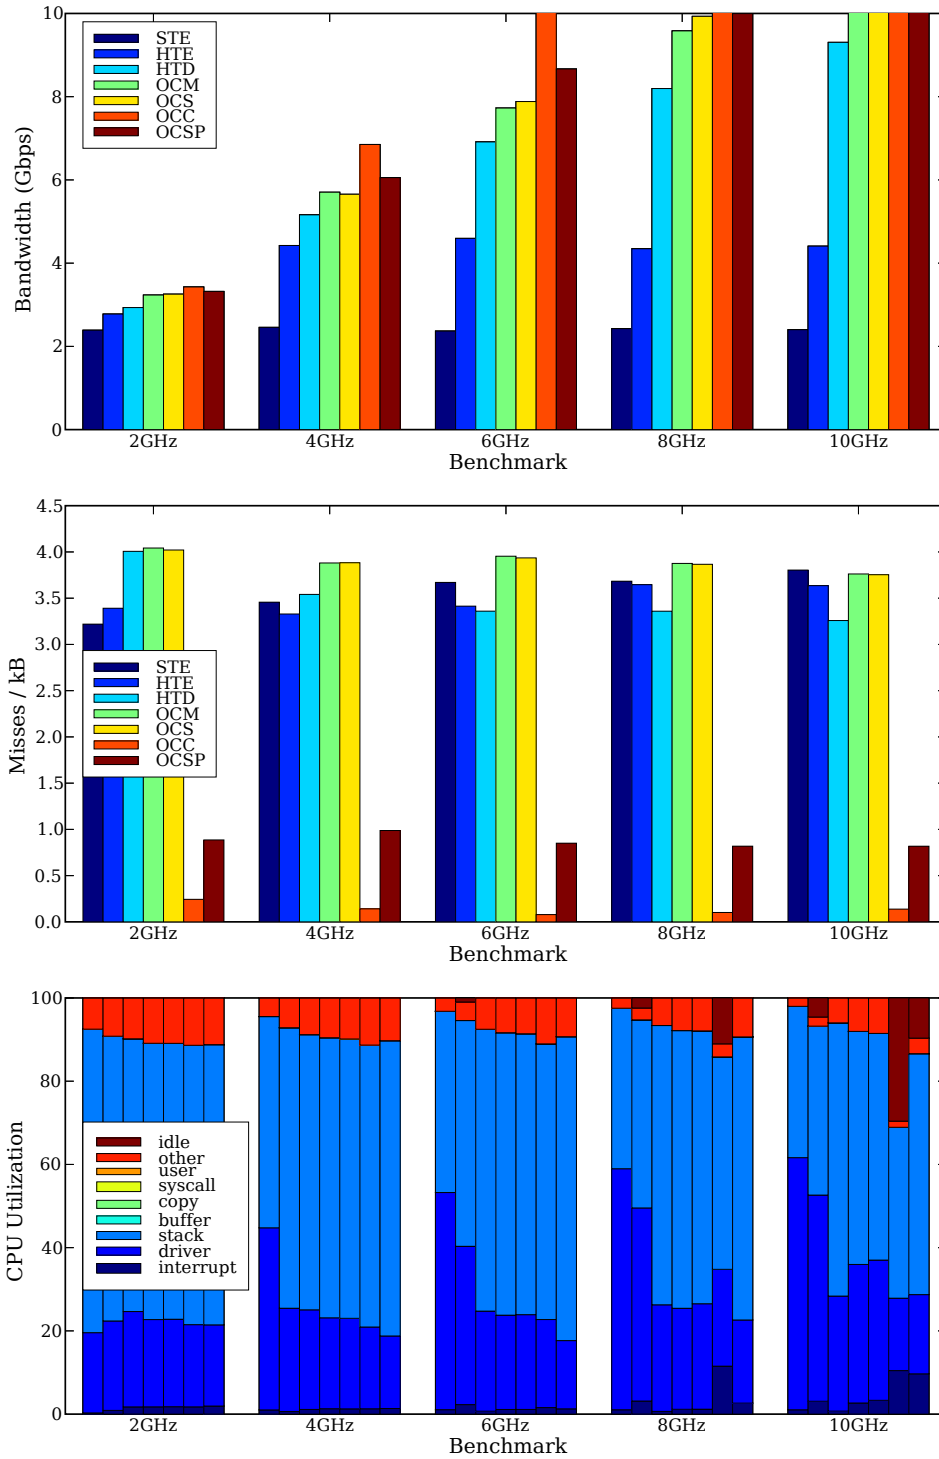 10
8
6
4
2
0
Bandwidth (Gbps)
STE
HTE
HTD
OCM
OCS
OCC
OCSP
2GHz 4GHz 6GHz 8GHz 10GHz
Benchmark
4.5
4.0
3.5
3.0
2.5
2.0
1.5
1.0
0.5
0.0
Misses / kB
STE
HTE
HTD
OCM
OCS
OCC
OCSP
2GHz 4GHz 6GHz 8GHz 10GHz
Benchmark
100
80
60
40
20
0
CPU Utilization
idle
other
user
syscall
copy
buffer
stack
driver
interrupt
2GHz 4GHz 6GHz 8GHz 10GHz
Benchmark